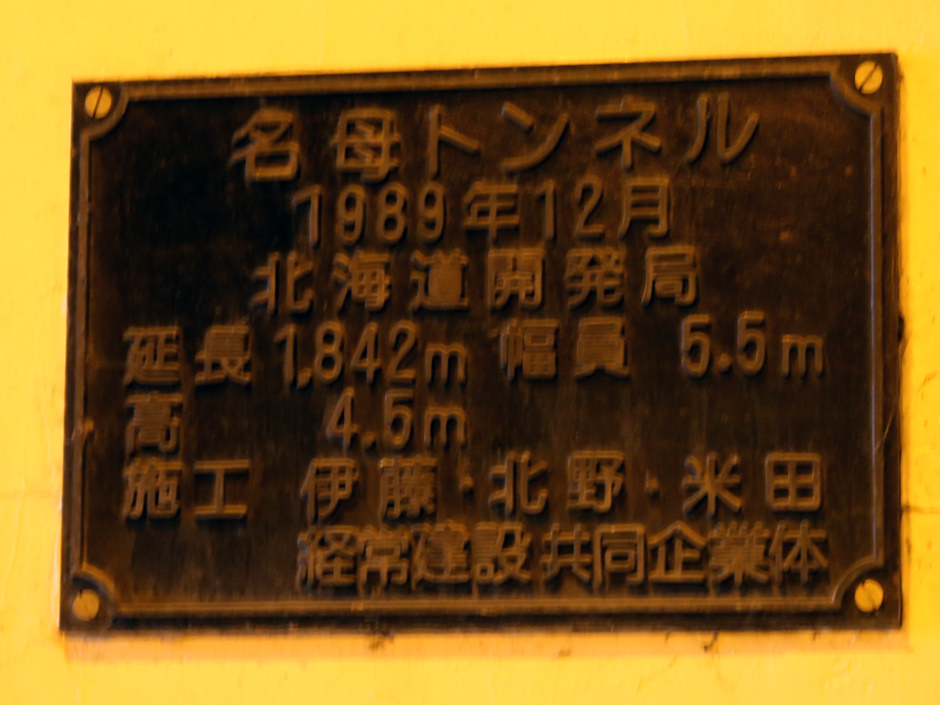 名母トンネル
1989年12月
北海道開発局
延長 1,842m 幅員 5.5m
高 4.5m
施工 伊藤・北野・米田
経常建設共同企業体